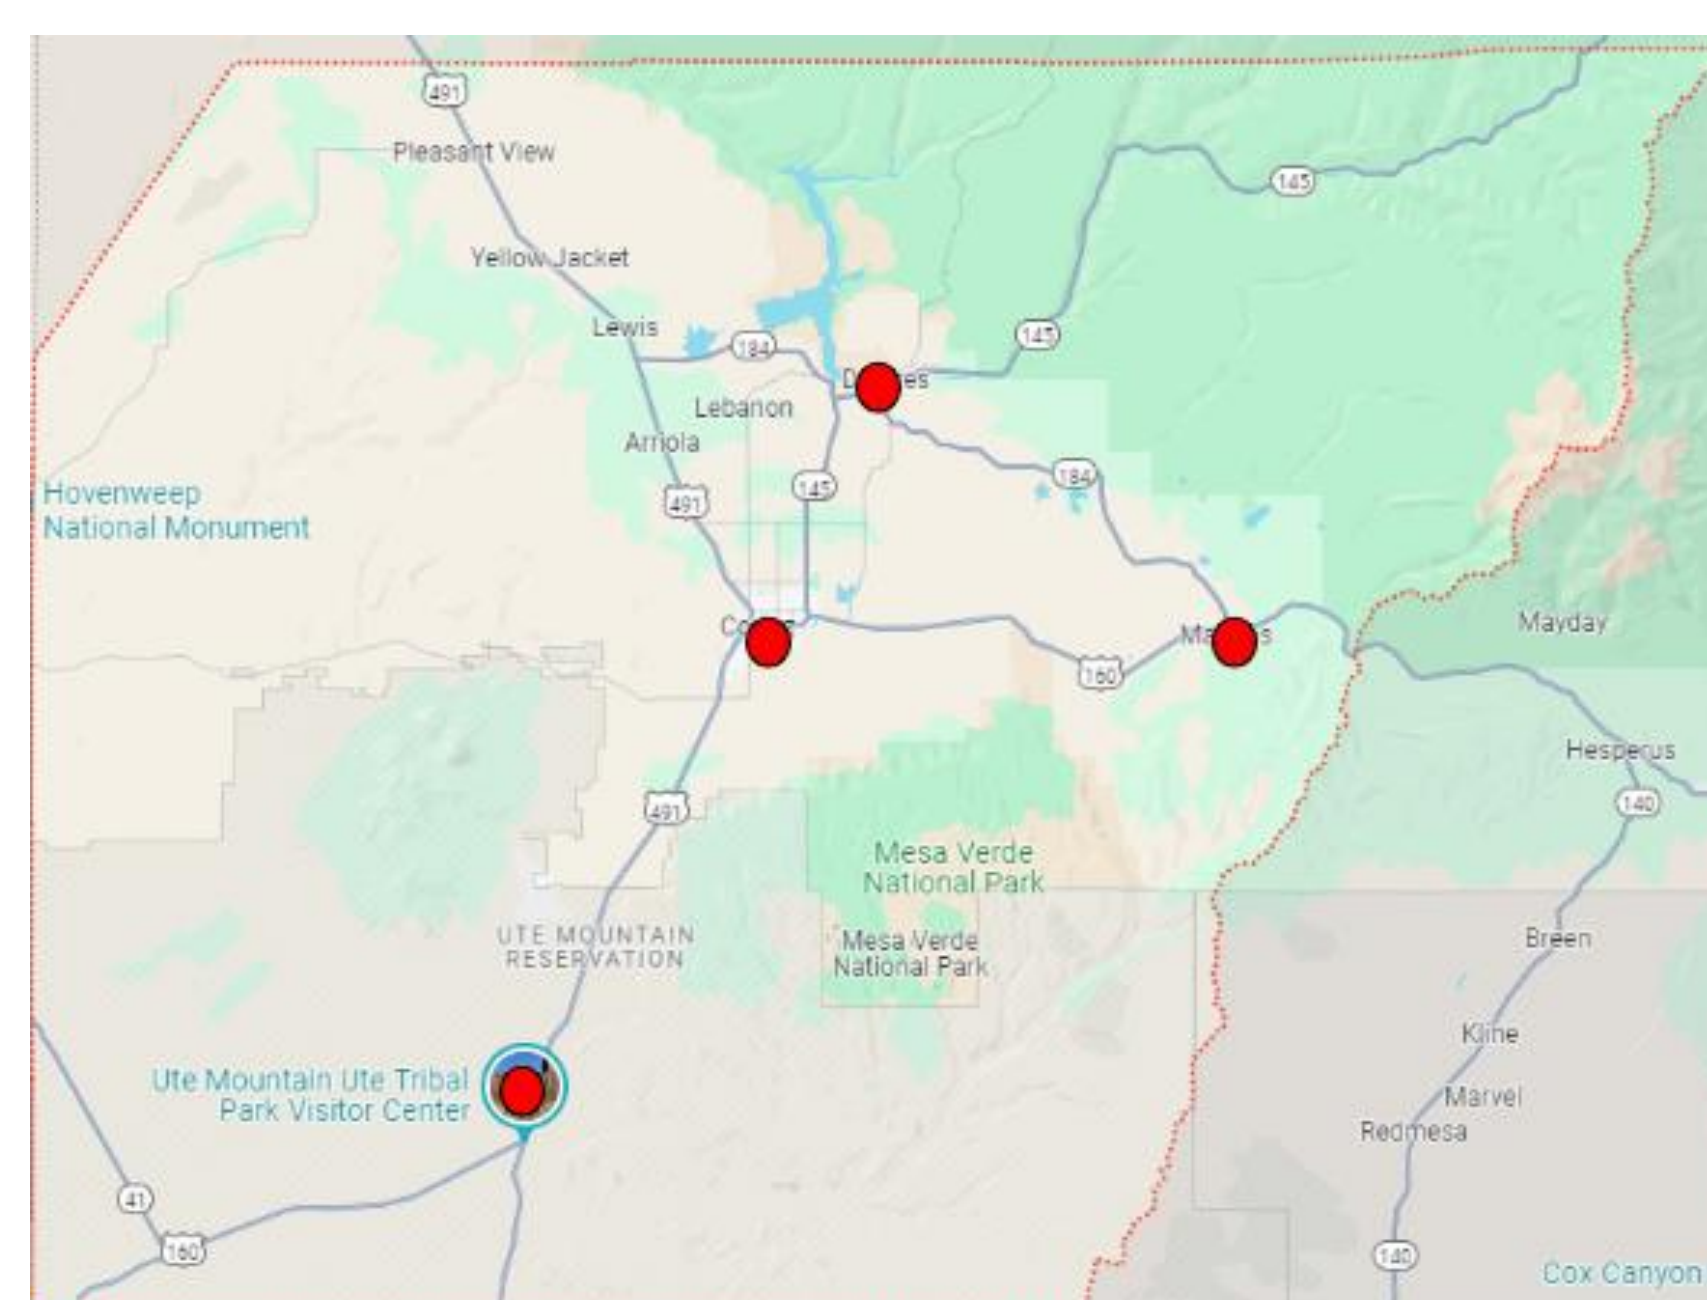 491
Pleasant View
145
Yellow Jacket
Lewis
184
145
Lebanon
Arriola
184
145
491
Hovenweep
National Monument
Mayday
160
Hesperus
140
491
Mesa Verde
National Park
UTE MOUNTAIN
RESERVATION
Mesa Verde
National Park
Breen
Kline
Ute Mountain Ute Tribal
Park Visitor Center
Marvel
Redmesa
41
160
140
Cox Canyon